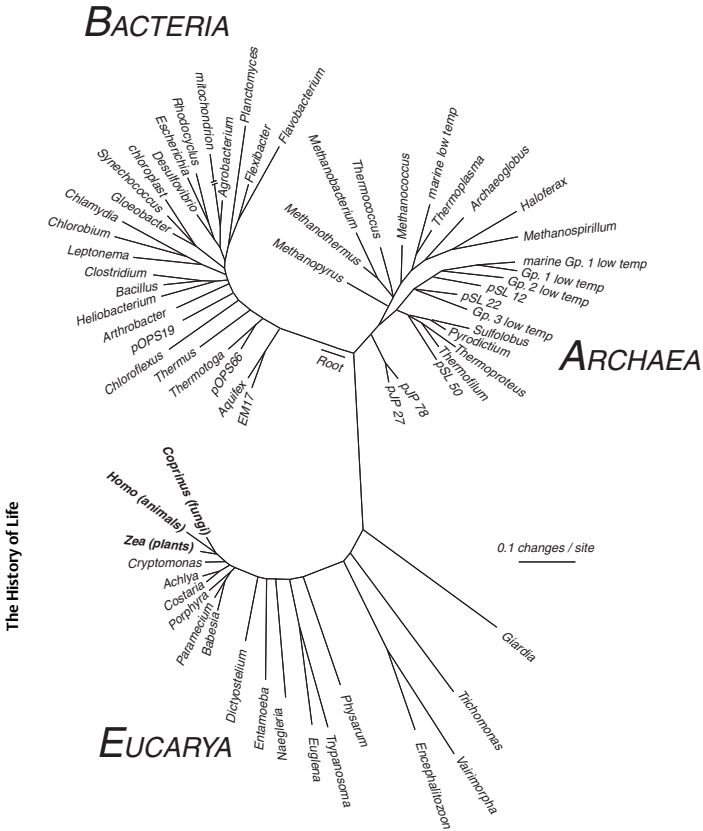 BACTERIA
mitochondrion
Rhodocyclus
Escherichia
Desulfovibrio
chloroplast
Synechococcus
Gloeobacter
Chlamydia
Chlorobium
Leptonema
Clostridium
Bacillus
Heliobacterium
Arthrobacter
pOPS19
Chloroflexus
Thermus
Thermotoga
pOPS66
Aquifex
EM17
Agrobacterium
Planctomyces
Flexibacter
Flavobacterium
Root
Methanobacterium
Thermococcus
Methanothermus
Methanopyrus
Methanococcus
marine low temp
Thermoplasma
Archaeoglobus
Haloferax
Methanospirillum
marine Gp. 1 low temp
Gp. 1 low temp
Gp. 2 low temp
pSL 12
pSL 22
Gp. 3 low temp
Sulfolobus
Pyrodictium
Thermoproteus
Thermofilum
pSL 50
pJP 78
pJP 27
ARCHAEA
Coprinus (fungi)
Homo (animals)
Zea (plants)
Cryptomonas
Achlya
Costaria
Porphyra
Paramecium
Babesia
Dictyostelium
Entamoeba
Naegleria
Euglena
Trypanosoma
Physarum
Encephalitozoon
Vairimorpha
Trichomonas
Giardia
0.1 changes / site
EUCARYA
The History of Life